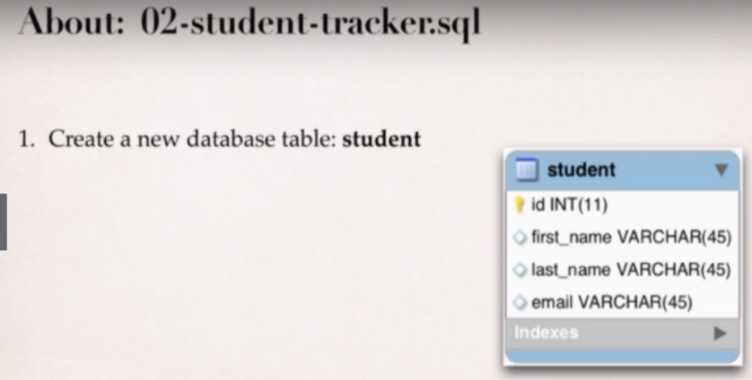 About: 02-student-tracker.sql
1. Create a new database table: student
student
id INT(11)
first_name VARCHAR(45)
last_name VARCHAR(45)
email VARCHAR(45)
Indexes